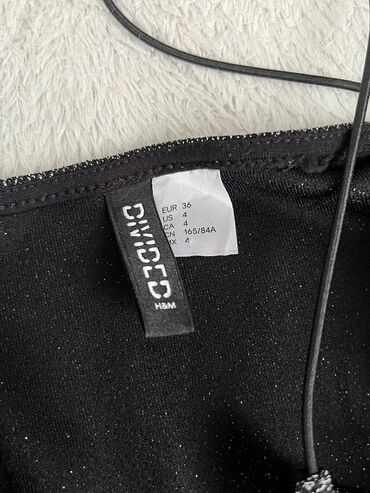 DIVIDED
H&M
EUR 36
US 4
CA 4
CN 165/84A
MX 4